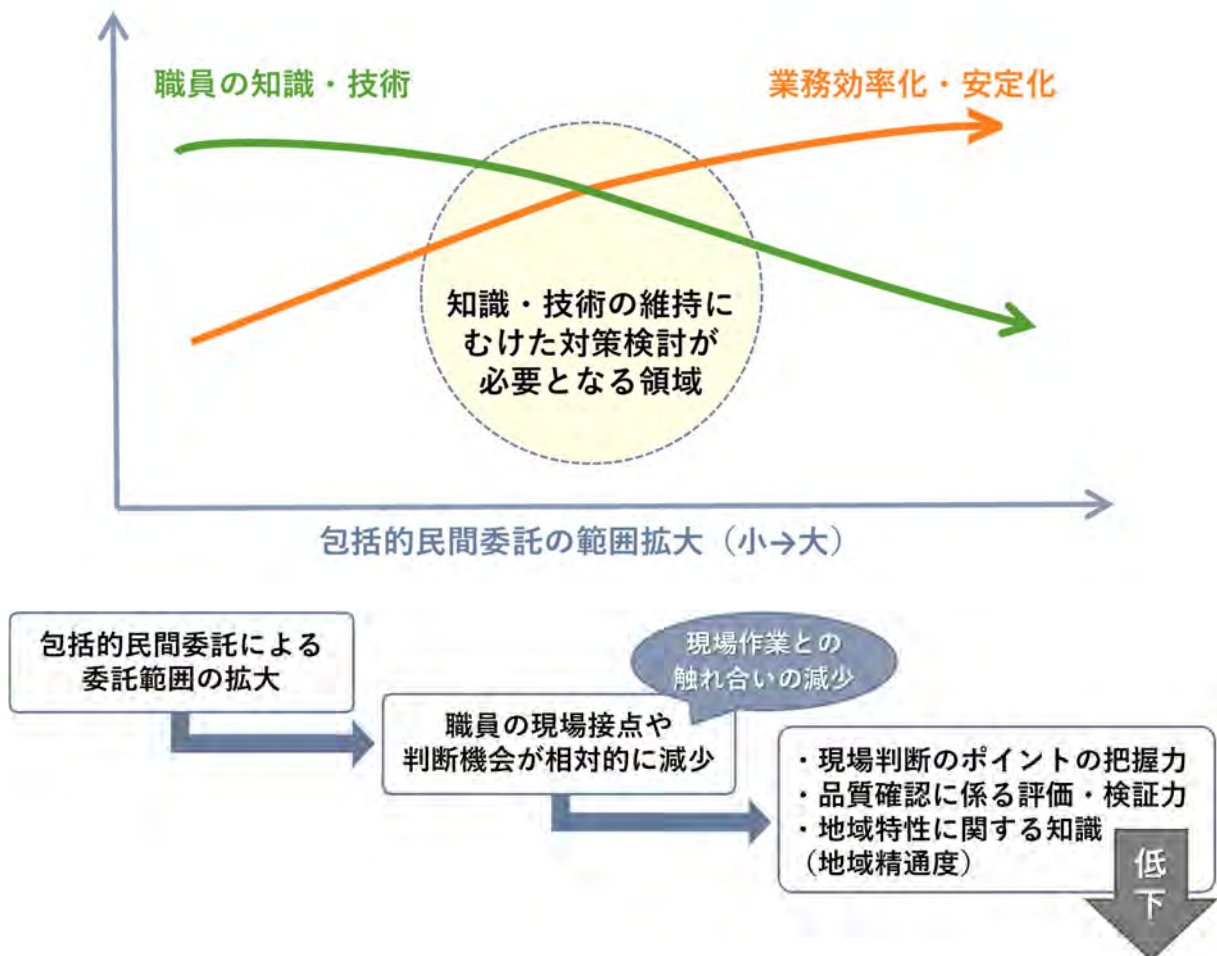 職員の知識・技術
業務効率化・安定化
知識・技術の維持に
むけた対策検討が
必要となる領域
包括的民間委託の範囲拡大（小→大）
包括的民間委託による
委託範囲の拡大
現場作業との
触れ合いの減少
職員の現場接点や
判断機会が相対的に減少
・現場判断のポイントの把握力
・品質確認に係る評価・検証力
・地域特性に関する知識
（地域精通度）
低
下